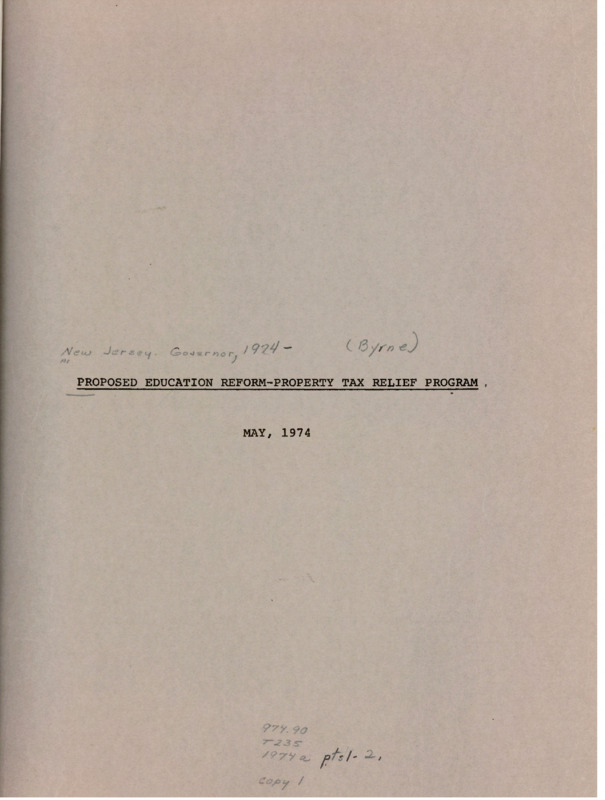 New Jersey. Governor, 1924- (Byrne)
PROPOSED EDUCATION REFORM-PROPERTY TAX RELIEF PROGRAM.
MAY, 1974
974.90
T235
1974a pts1-2.
copy 1